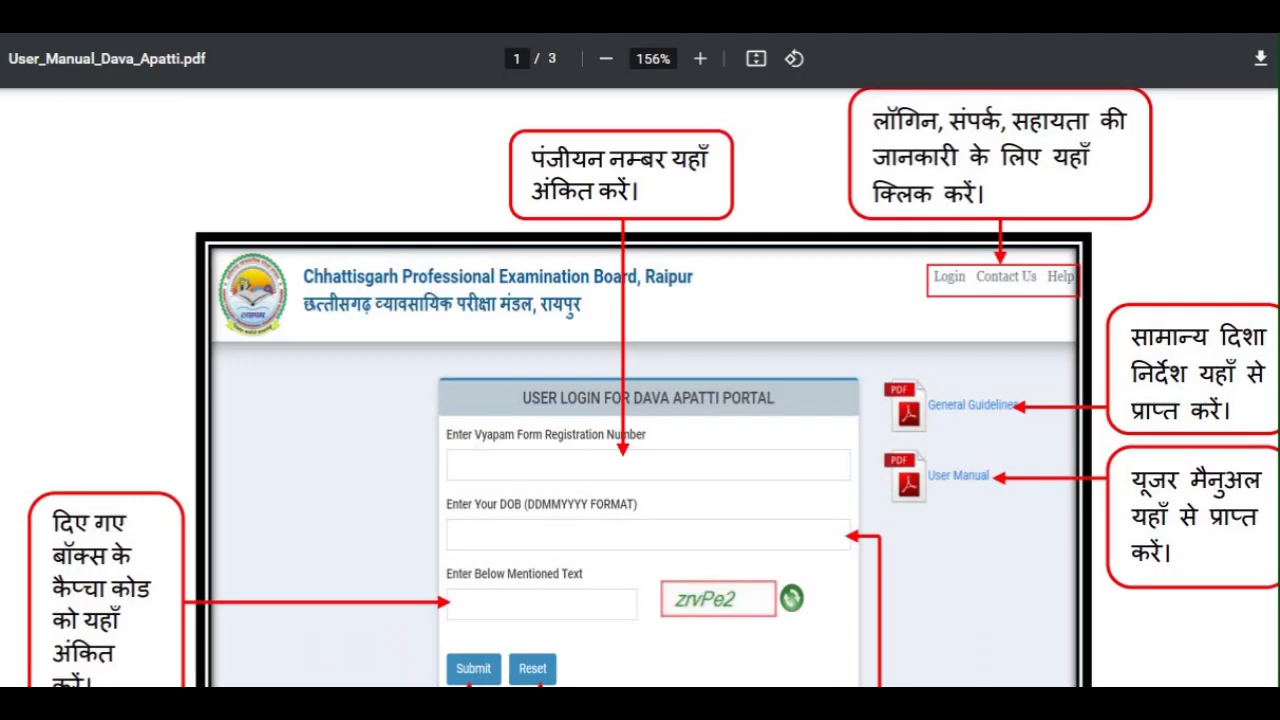 User_Manual_Dava_Apatti.pdf
1 / 3
156%
लॉगिन, संपर्क, सहायता की
जानकारी के लिए यहाँ
क्लिक करें।
पंजीयन नम्बर यहाँ
अंकित करें।
Chhattisgarh Professional Examination Board, Raipur
छत्तीसगढ़ व्यावसायिक परीक्षा मंडल, रायपुर
Login Contact Us Help
सामान्य दिशा
निर्देश यहाँ से
प्राप्त करें।
USER LOGIN FOR DAVA APATTI PORTAL
PDF
General Guidelines
Enter Vyapam Form Registration Number
PDF
User Manual
यूजर मैनुअल
यहाँ से प्राप्त
करें।
Enter Your DOB (DDMMYYYY FORMAT)
दिए गए
बॉक्स के
कैप्चा कोड
को यहाँ
अंकित
करें।
Enter Below Mentioned Text
zrvPe2
Submit
Reset